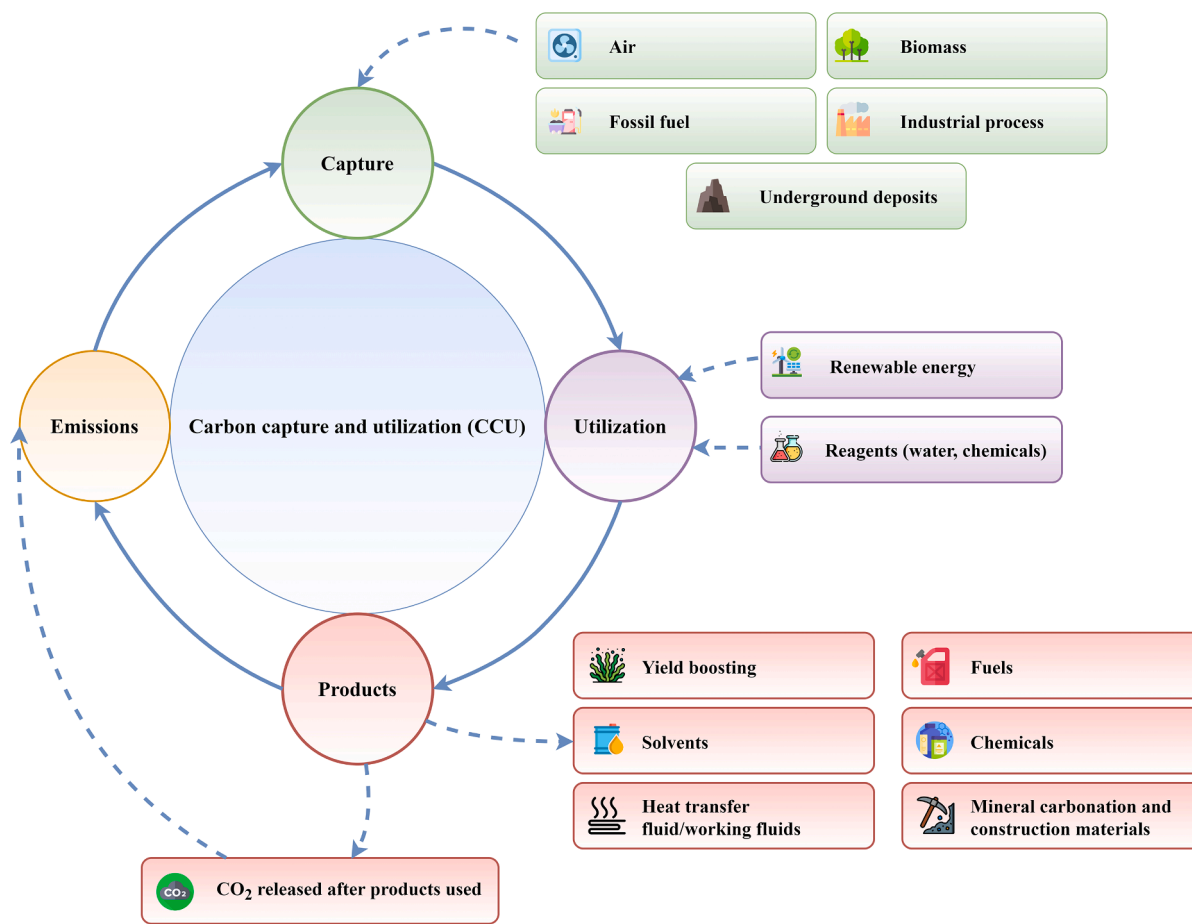 Air
Biomass
Fossil fuel
Industrial process
Underground deposits
Capture
Renewable energy
Emissions
Carbon capture and utilization (CCU)
Utilization
Reagents (water, chemicals)
Products
Yield boosting
Fuels
Solvents
Chemicals
Heat transfer
fluid/working fluids
Mineral carbonation and
construction materials
CO2
CO₂ released after products used